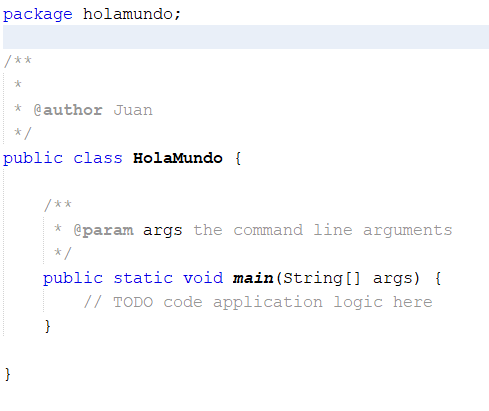 package holamundo;
/**
 *
 * @author Juan
 */
public class HolaMundo {
    /**
     * @param args the command line arguments
     */
    public static void main(String[] args) {
        // TODO code application logic here
    }
}